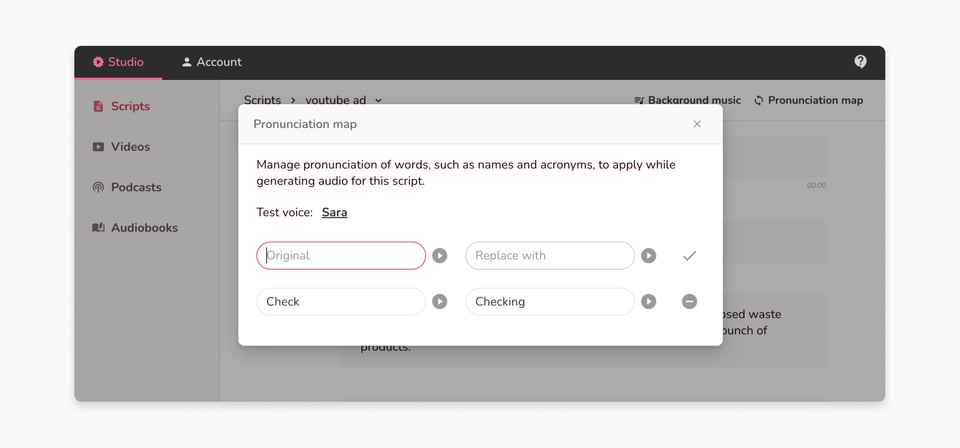 Studio
Account
Scripts
Videos
Podcasts
Audiobooks
Scripts > youtube ad
Background music
Pronunciation map
00:00
Pronunciation map
Manage pronunciation of words, such as names and acronyms, to apply while
generating audio for this script.
Test voice: Sara
Original
Replace with
Check
Checking
waste
of
products.